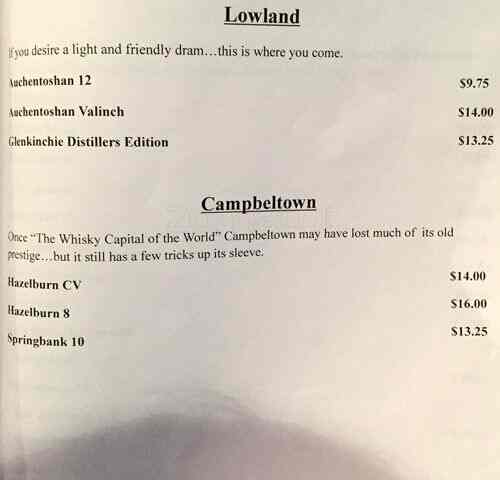 Lowland
If you desire a light and friendly dram…this is where you come.
Auchentoshan 12 $9.75
Auchentoshan Valinch $14.00
Glenkinchie Distillers Edition $13.25
Campbeltown
Once “The Whisky Capital of the World” Campbeltown may have lost much of its old
prestige…but it still has a few tricks up its sleeve.
Hazelburn CV $14.00
Hazelburn 8 $16.00
Springbank 10 $13.25